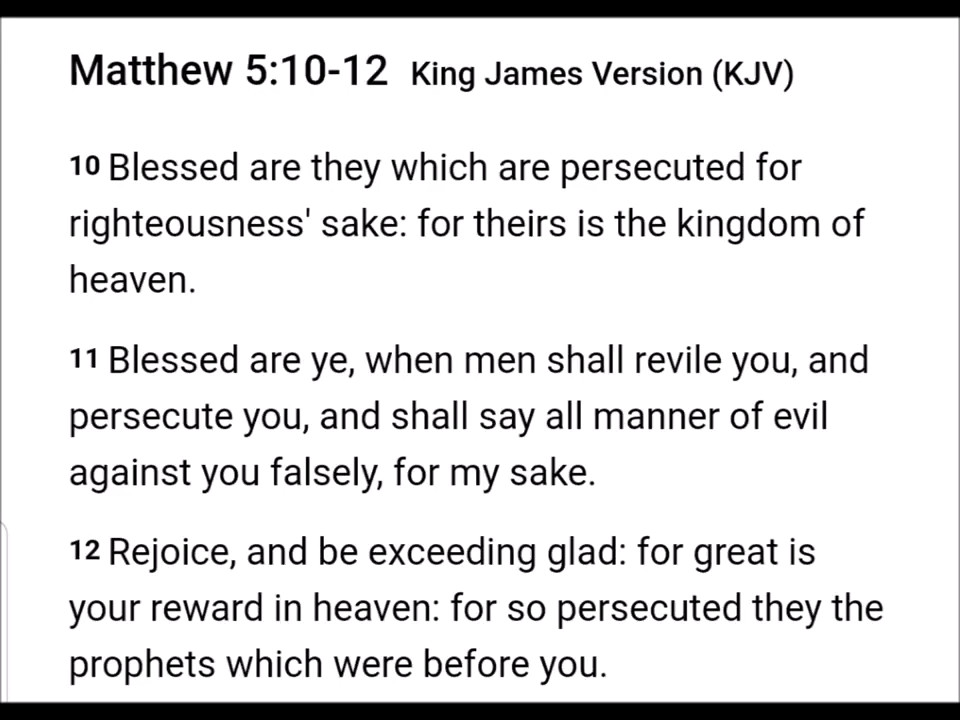 Matthew 5:10-12 King James Version (KJV)
10 Blessed are they which are persecuted for
righteousness' sake: for theirs is the kingdom of
heaven.
11 Blessed are ye, when men shall revile you, and
persecute you, and shall say all manner of evil
against you falsely, for my sake.
12 Rejoice, and be exceeding glad: for great is
your reward in heaven: for so persecuted they the
prophets which were before you.